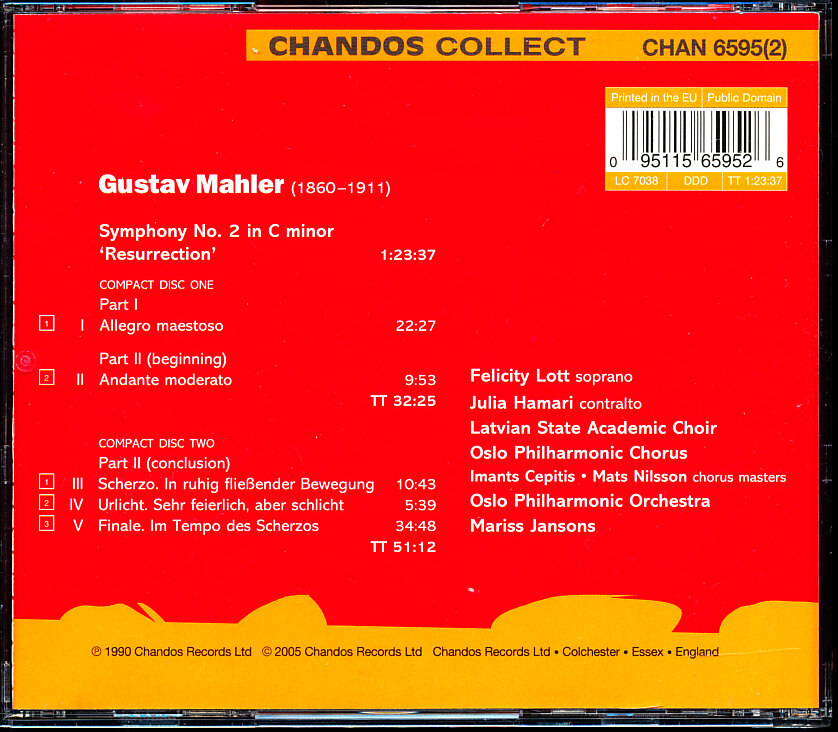 CHANDOS COLLECT CHAN 6595(2)
Printed in the EU Public Domain
0 95115 65952 6
LC 7038 DDD TT 1:23:37
Gustav Mahler (1860–1911)
Symphony No. 2 in C minor
‘Resurrection’ 1:23:37
COMPACT DISC ONE
Part I
1 I Allegro maestoso 22:27
Part II (beginning)
2 II Andante moderato 9:53
TT 32:25
COMPACT DISC TWO
Part II (conclusion)
1 III Scherzo. In ruhig fließender Bewegung 10:43
2 IV Urlicht. Sehr feierlich, aber schlicht 5:39
3 V Finale. Im Tempo des Scherzos 34:48
TT 51:12
Felicity Lott soprano
Julia Hamari contralto
Latvian State Academic Choir
Oslo Philharmonic Chorus
Imants Cepitis • Mats Nilsson chorus masters
Oslo Philharmonic Orchestra
Mariss Jansons
℗ 1990 Chandos Records Ltd © 2005 Chandos Records Ltd Chandos Records Ltd • Colchester • Essex • England